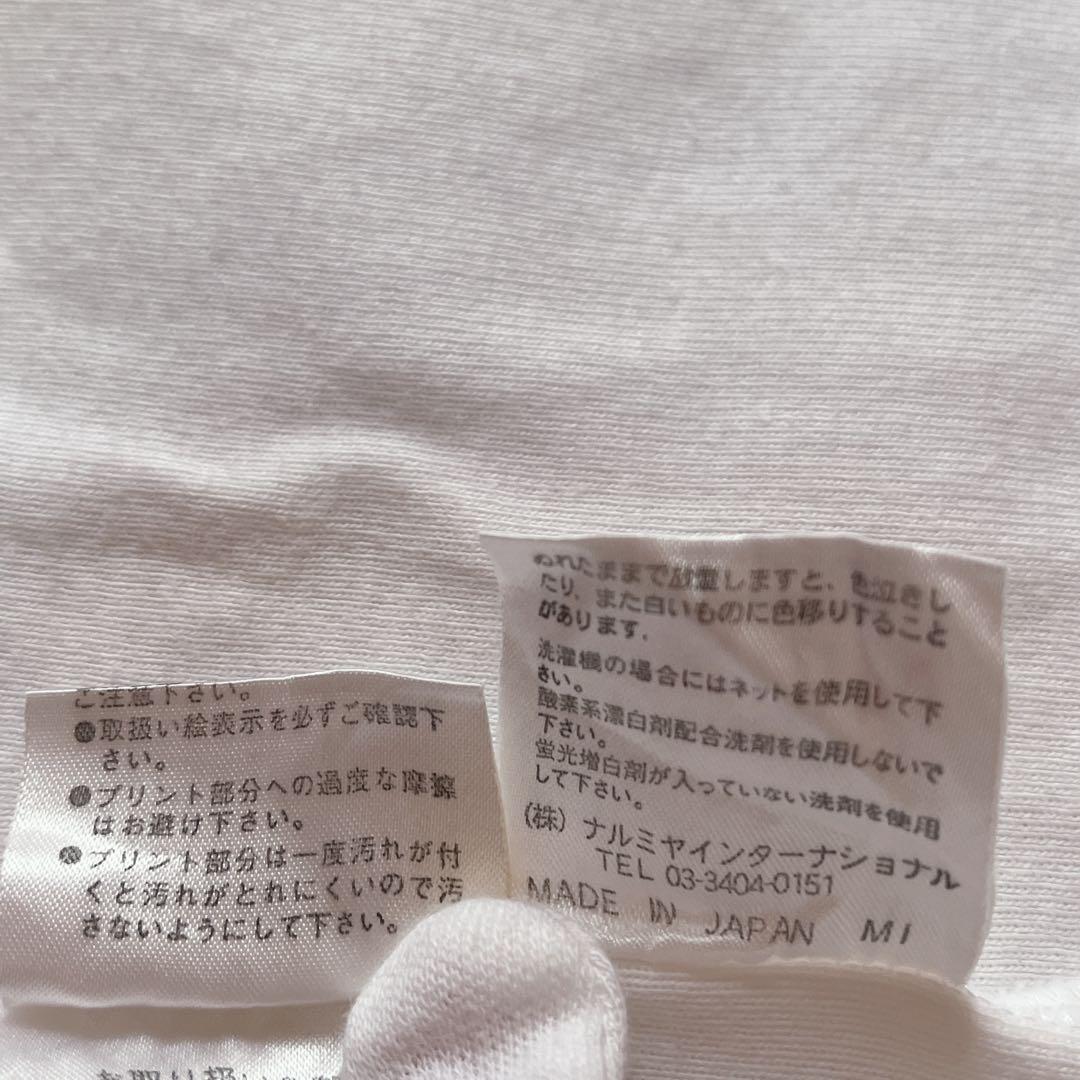 ご注意下さい。
●取扱い絵表示を必ずご確認下
さい。
●プリント部分への過度な摩擦
はお避け下さい。
●プリント部分は一度汚れが付
くと汚れがとれにくいので汚
さないようにして下さい。
お取り扱い
ぬれたままで放置しますと、色泣きし
たり、また白いものに色移りすること
があります.
洗濯機の場合にはネットを使用して下
さい。
酸素系漂白剤配合洗剤を使用しないで
下さい。
蛍光増白剤が入っていない洗剤を使用
して下さい。
(株) ナルミヤインターナショナル
TEL 03-3404-0151
MADE IN JAPAN MI